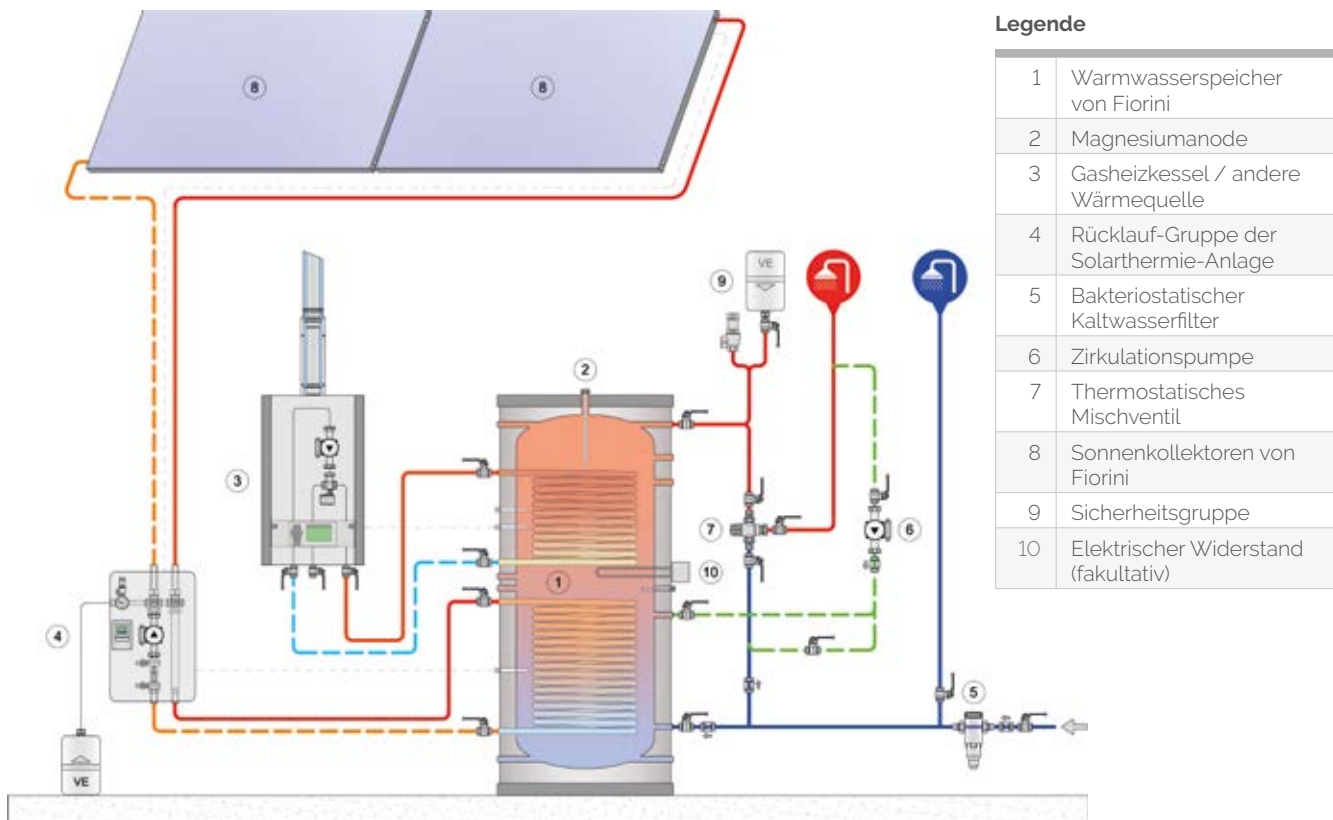 8
8
VE
9
2
3
7
6
1
10
4
5
VE
Legende
1 Warmwasserspeicher
von Fiorini
2 Magnesiumanode
3 Gasheizkessel / andere
Wärmequelle
4 Rücklauf-Gruppe der
Solarthermie-Anlage
5 Bakteriostatischer
Kaltwasserfilter
6 Zirkulationspumpe
7 Thermostatisches
Mischventil
8 Sonnenkollektoren von
Fiorini
9 Sicherheitsgruppe
10 Elektrischer Widerstand
(fakultativ)